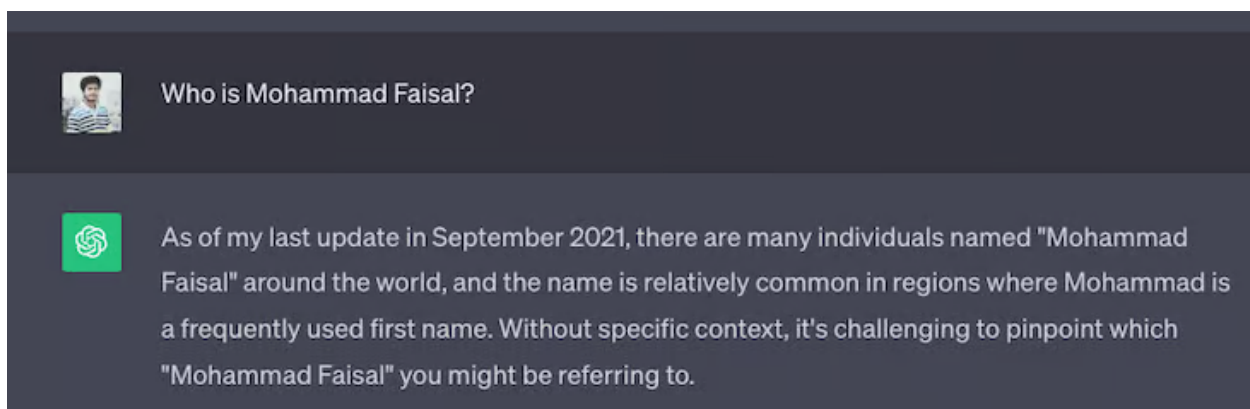 Who is Mohammad Faisal?
As of my last update in September 2021, there are many individuals named "Mohammad
Faisal" around the world, and the name is relatively common in regions where Mohammad is
a frequently used first name. Without specific context, it's challenging to pinpoint which
"Mohammad Faisal" you might be referring to.